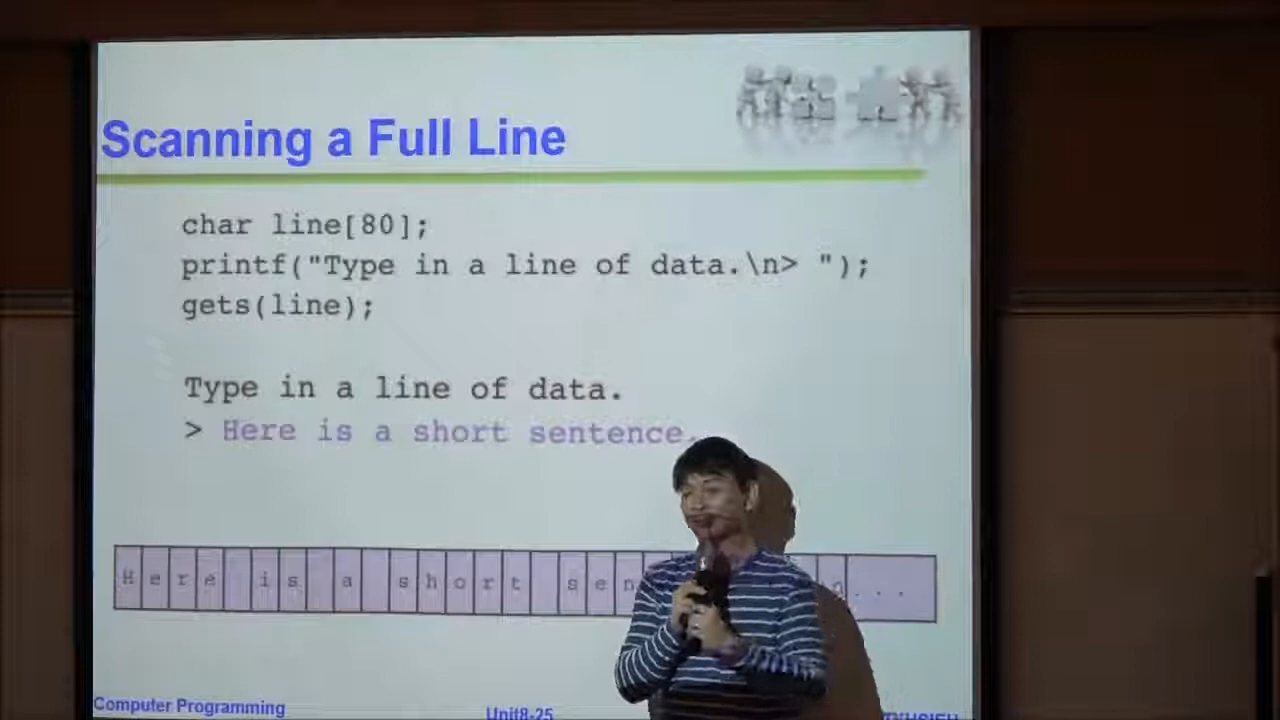 Scanning a Full Line
char line[80];
printf("Type in a line of data.\n> ");
gets(line);
Type in a line of data.
> Here is a short sentence.
H e r e i s a s h o r t s e n . . .
Computer Programming
Unit8-25